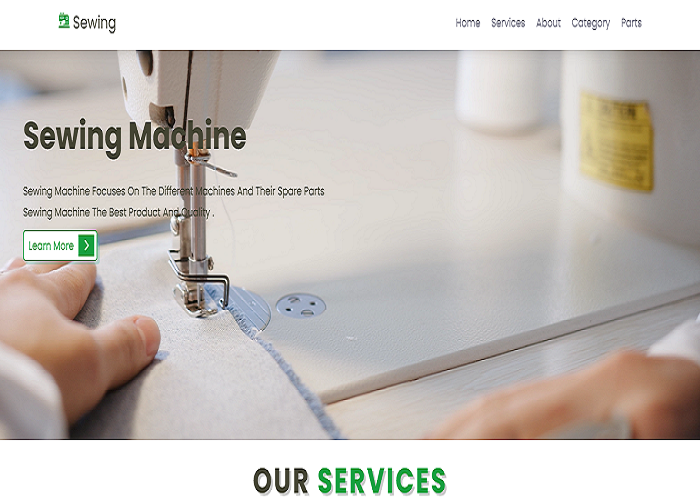 Sewing
Home Services About Category Parts
CAUTION
Sewing Machine
Sewing Machine Focuses On The Different Machines And Their Spare Parts
Sewing Machine The Best Product And Quality .
Learn More
OUR SERVICES